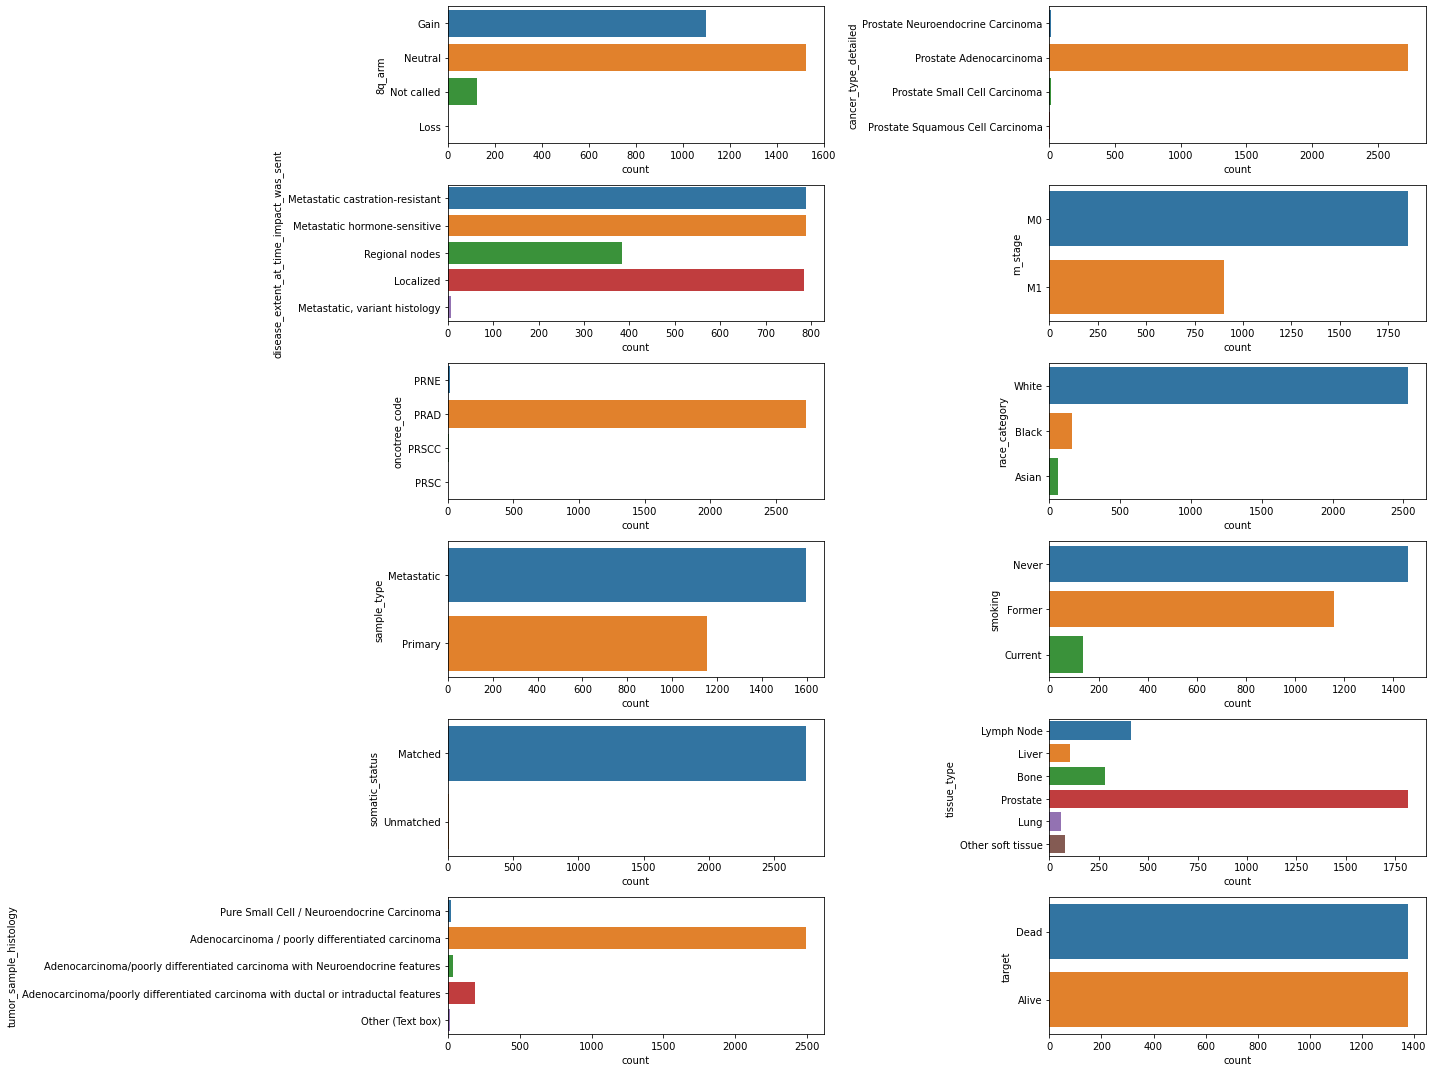 8q_arm
Gain
Neutral
Not called
Loss
0 200 400 600 800 1000 1200 1400 1600
count
cancer_type_detailed
Prostate Neuroendocrine Carcinoma
Prostate Adenocarcinoma
Prostate Small Cell Carcinoma
Prostate Squamous Cell Carcinoma
0 500 1000 1500 2000 2500
count
disease_extent_at_time_impact_was_sent
Metastatic castration-resistant
Metastatic hormone-sensitive
Regional nodes
Localized
Metastatic, variant histology
0 100 200 300 400 500 600 700 800
count
m_stage
M0
M1
0 250 500 750 1000 1250 1500 1750
count
oncotree_code
PRNE
PRAD
PRSCC
PRSC
0 500 1000 1500 2000 2500
count
race_category
White
Black
Asian
0 500 1000 1500 2000 2500
count
sample_type
Metastatic
Primary
0 200 400 600 800 1000 1200 1400 1600
count
smoking
Never
Former
Current
0 200 400 600 800 1000 1200 1400
count
somatic_status
Matched
Unmatched
0 500 1000 1500 2000 2500
count
tissue_type
Lymph Node
Liver
Bone
Prostate
Lung
Other soft tissue
0 250 500 750 1000 1250 1500 1750
count
tumor_sample_histology
Pure Small Cell / Neuroendocrine Carcinoma
Adenocarcinoma / poorly differentiated carcinoma
Adenocarcinoma/poorly differentiated carcinoma with Neuroendocrine features
Adenocarcinoma/poorly differentiated carcinoma with ductal or intraductal features
Other (Text box)
0 500 1000 1500 2000 2500
count
target
Dead
Alive
0 200 400 600 800 1000 1200 1400
count